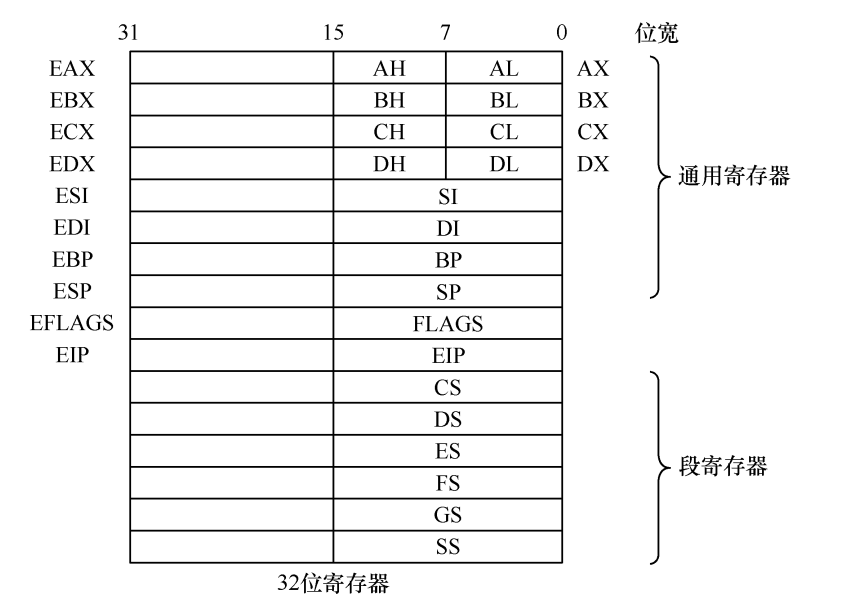 31 15 7 0 位宽
EAX AH AL AX
EBX BH BL BX
ECX CH CL CX
EDX DH DL DX
通用寄存器
ESI SI
EDI DI
EBP BP
ESP SP
EFLAGS FLAGS
EIP EIP
CS
DS
ES
段寄存器
FS
GS
SS
32位寄存器